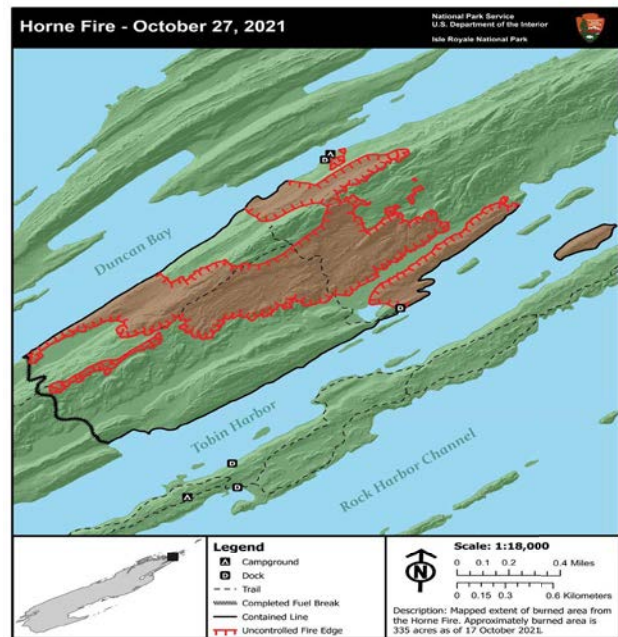 Horne Fire - October 27, 2021
National Park Service
U.S. Department of the Interior
Isle Royale National Park
A
D
Duncan Bay
D
Tobin Harbor
D
Rock Harbor Channel
D
A
Legend
A Campground
D Dock
Trail
Completed Fuel Break
Contained Line
Uncontrolled Fire Edge
N
Scale: 1:18,000
0 0.1 0.2 0.4 Miles
0 0.15 0.3 0.6 Kilometers
Description: Mapped extent of burned area from
the Horne Fire. Approximately burned area is
335 acres as of 17 October 2021.